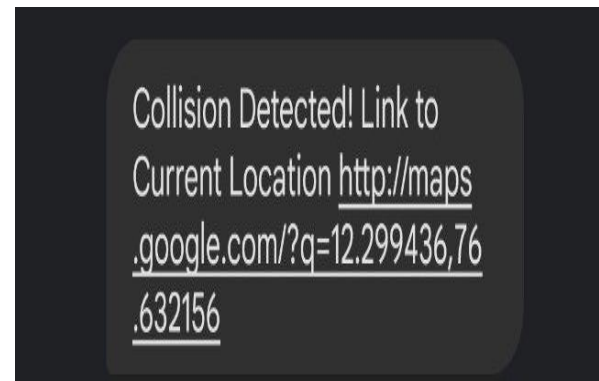 Collision Detected! Link to
Current Location http://maps
.google.com/?q=12.299436,76
.632156